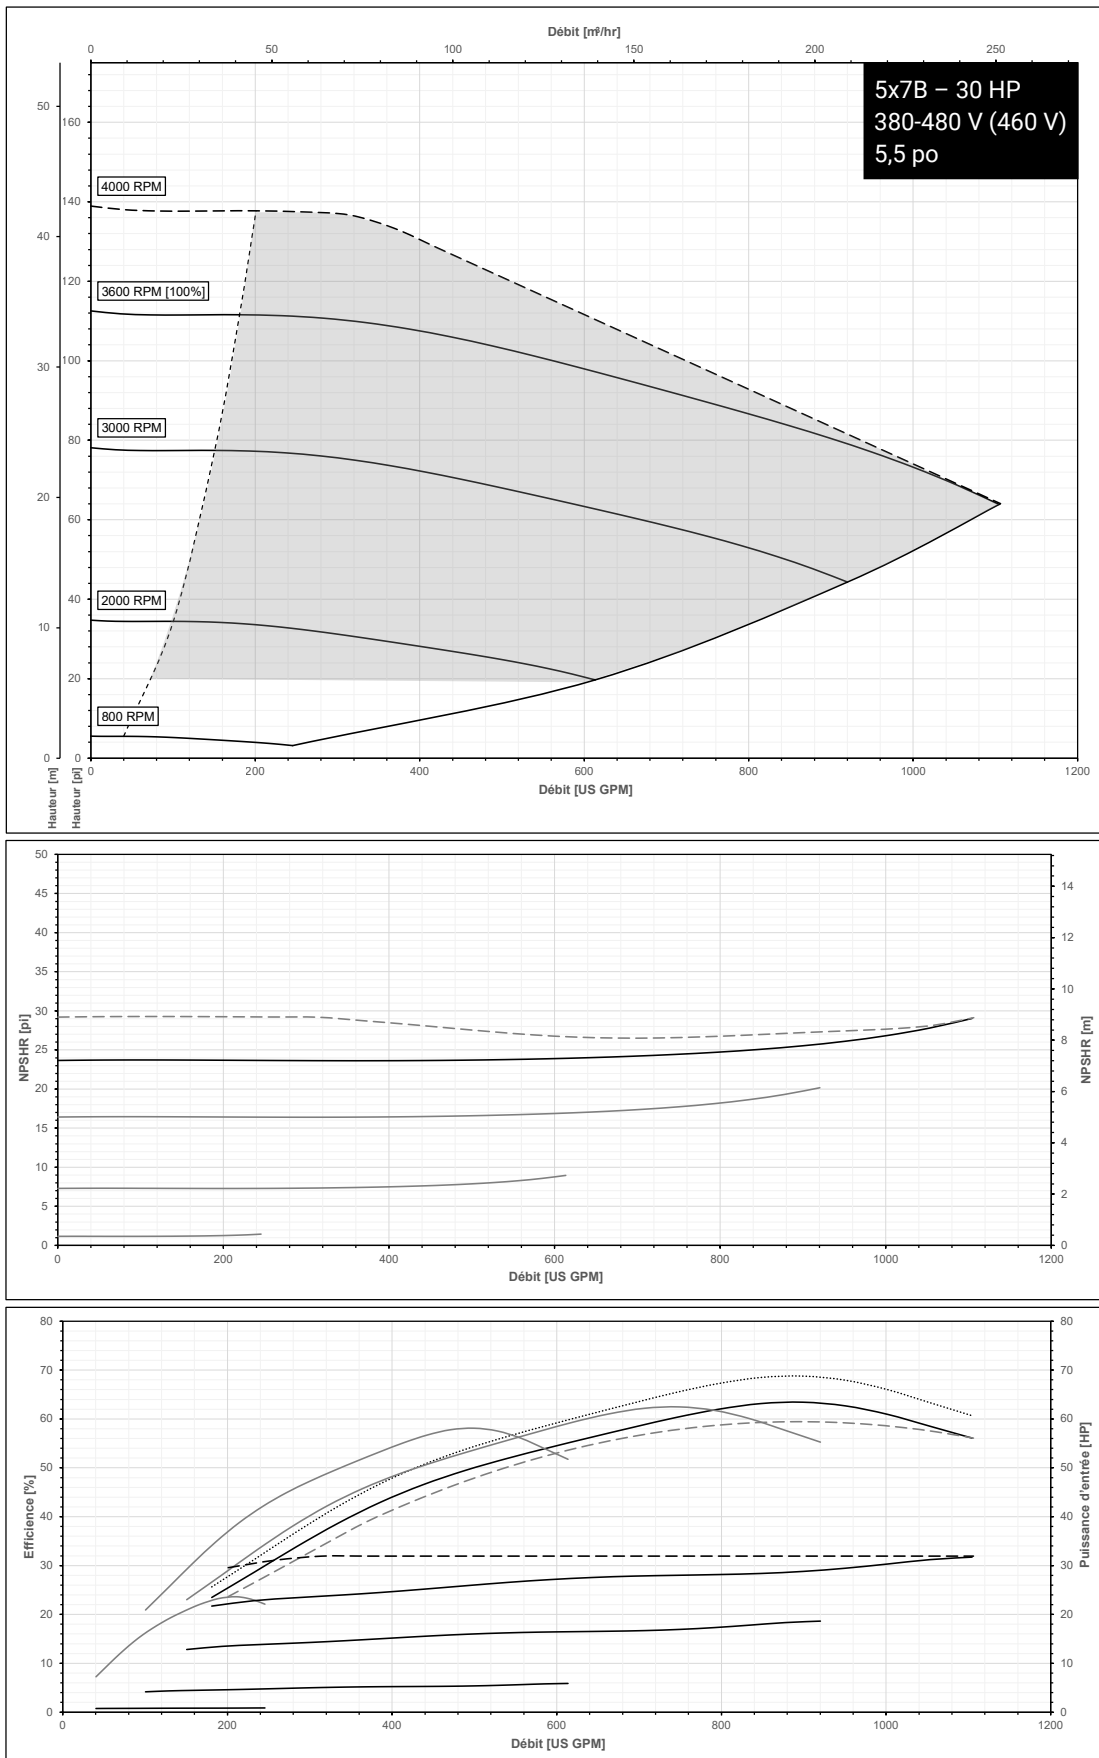 Débit [m³/hr]
0 50 100 150 200 250
5x7B – 30 HP
380-480 V (460 V)
5,5 po
50
40
30
20
10
0
160
140
120
100
80
60
40
20
0
4000 RPM
3600 RPM [100%]
3000 RPM
2000 RPM
800 RPM
0 200 400 600 800 1000 1200
Débit [US GPM]
Hauteur [m]
Hauteur [pi]
50
45
40
35
30
25
20
15
10
5
0
NPSHR [pi]
14
12
10
8
6
4
2
0
NPSHR [m]
0 200 400 600 800 1000 1200
Débit [US GPM]
80
70
60
50
40
30
20
10
0
Efficience [%]
80
70
60
50
40
30
20
10
0
Puissance d'entrée [HP]
0 200 400 600 800 1000 1200
Débit [US GPM]